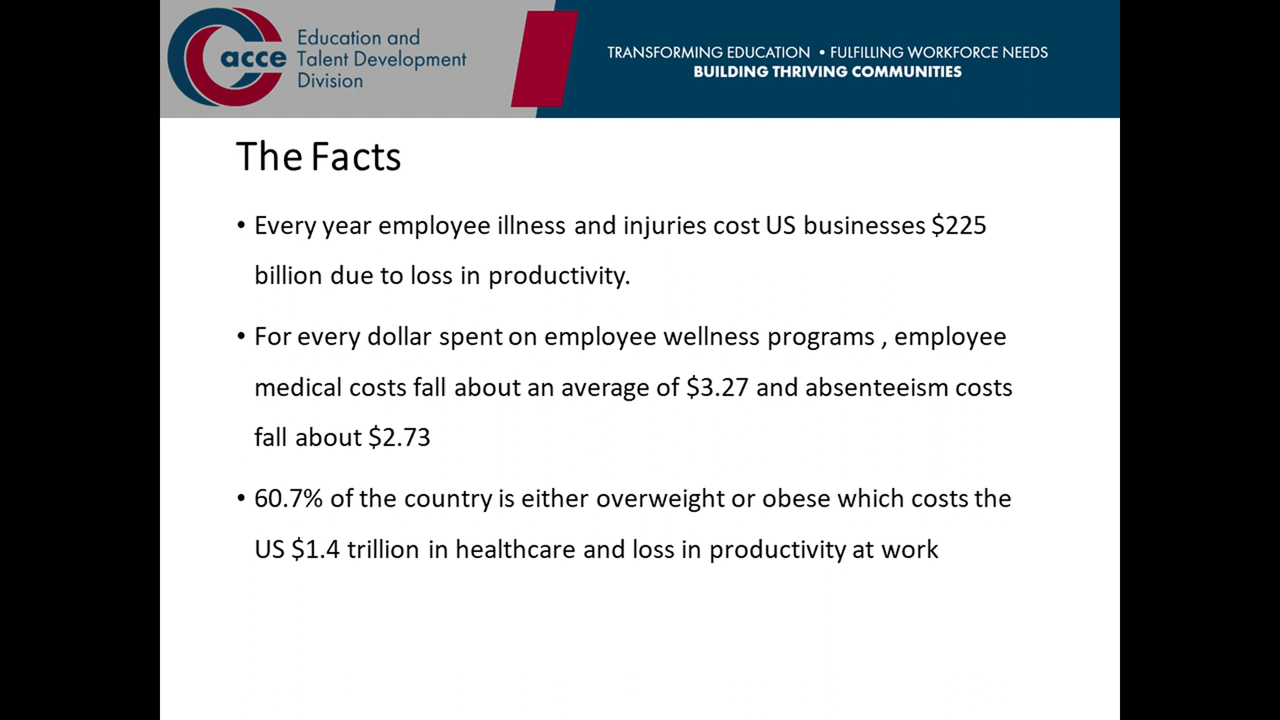 acce
Education and
Talent Development
Division
TRANSFORMING EDUCATION • FULFILLING WORKFORCE NEEDS
BUILDING THRIVING COMMUNITIES
The Facts
• Every year employee illness and injuries cost US businesses $225
billion due to loss in productivity.
• For every dollar spent on employee wellness programs , employee
medical costs fall about an average of $3.27 and absenteeism costs
fall about $2.73
• 60.7% of the country is either overweight or obese which costs the
US $1.4 trillion in healthcare and loss in productivity at work